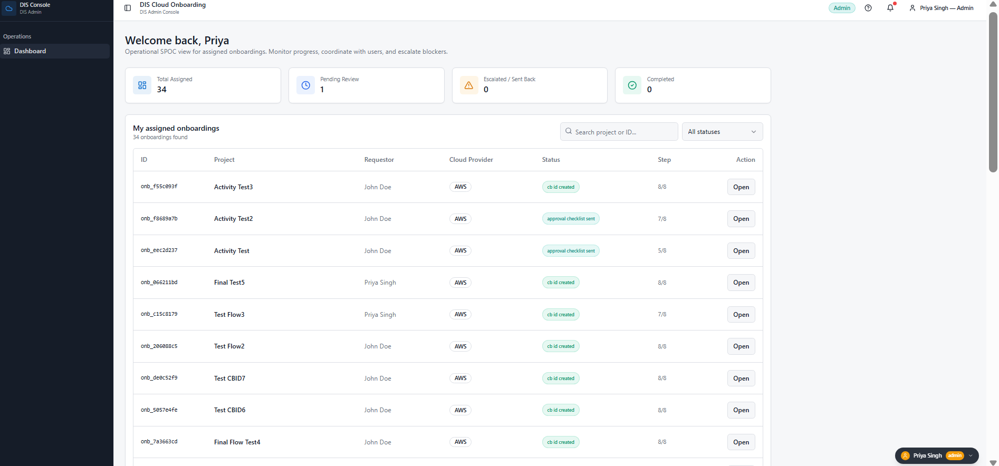 DIS Console
DIS Admin
DIS Cloud Onboarding
DIS Admin Console
Admin
Priya Singh — Admin
Operations
Dashboard
Welcome back, Priya
Operational SPOC view for assigned onboardings. Monitor progress, coordinate with users, and escalate blockers.
Total Assigned
34
Pending Review
1
Escalated / Sent Back
0
Completed
0
My assigned onboardings
34 onboardings found
Search project or ID...
All statuses
ID Project Requestor Cloud Provider Status Step Action
onb_f55c093f Activity Test3 John Doe AWS cb id created 8/8 Open
onb_f8689a7b Activity Test2 John Doe AWS approval checklist sent 7/8 Open
onb_eec2d237 Activity Test John Doe AWS approval checklist sent 5/8 Open
onb_066211bd Final Test5 Priya Singh AWS cb id created 8/8 Open
onb_c15c8179 Test Flow3 Priya Singh AWS cb id created 7/8 Open
onb_206088c5 Test Flow2 John Doe AWS cb id created 8/8 Open
onb_de0c52f9 Test CBID7 John Doe AWS cb id created 8/8 Open
onb_5057e4fe Test CBID6 John Doe AWS cb id created 8/8 Open
onb_7a3663cd Final Flow Test4 John Doe AWS cb id created 8/8 Open
Priya Singh admin